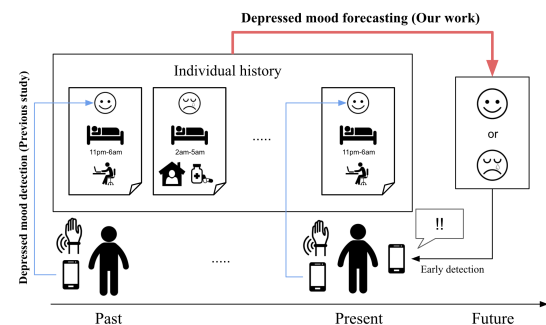 Depressed mood forecasting (Our work)
Individual history
Depressed mood detection (Previous study)
11pm-6am
2am-5am
.....
11pm-6am
or
!!
.....
Early detection
Past
Present
Future